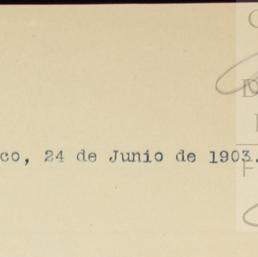 co, 24 de Junio de 1903.